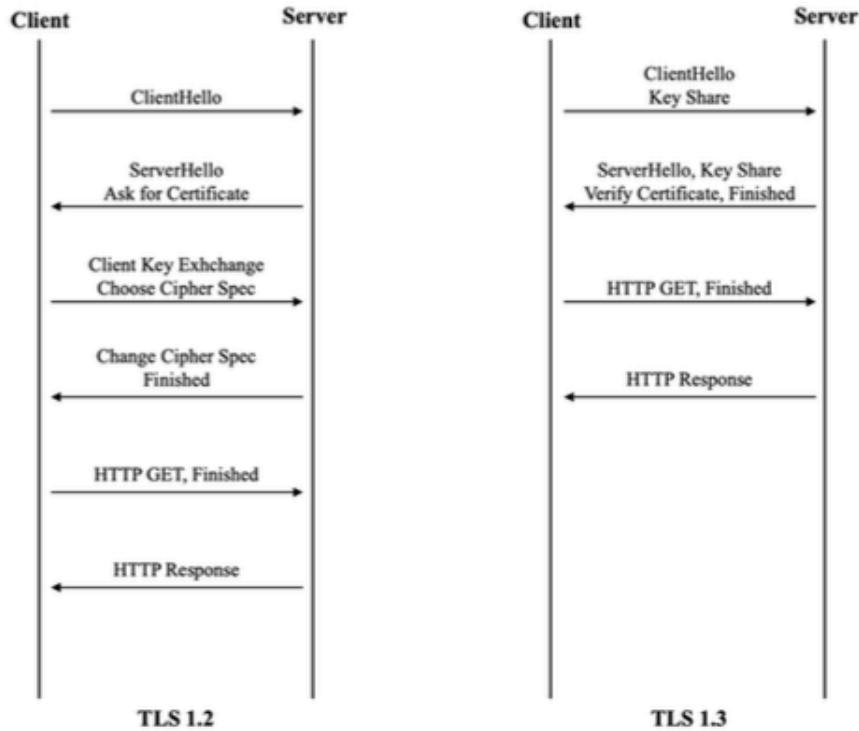 Client
Server
ClientHello
ServerHello
Ask for Certificate
Client Key Exhchange
Choose Cipher Spec
Change Cipher Spec
Finished
HTTP GET, Finished
HTTP Response
TLS 1.2
Client
Server
ClientHello
Key Share
ServerHello, Key Share
Verify Certificate, Finished
HTTP GET, Finished
HTTP Response
TLS 1.3